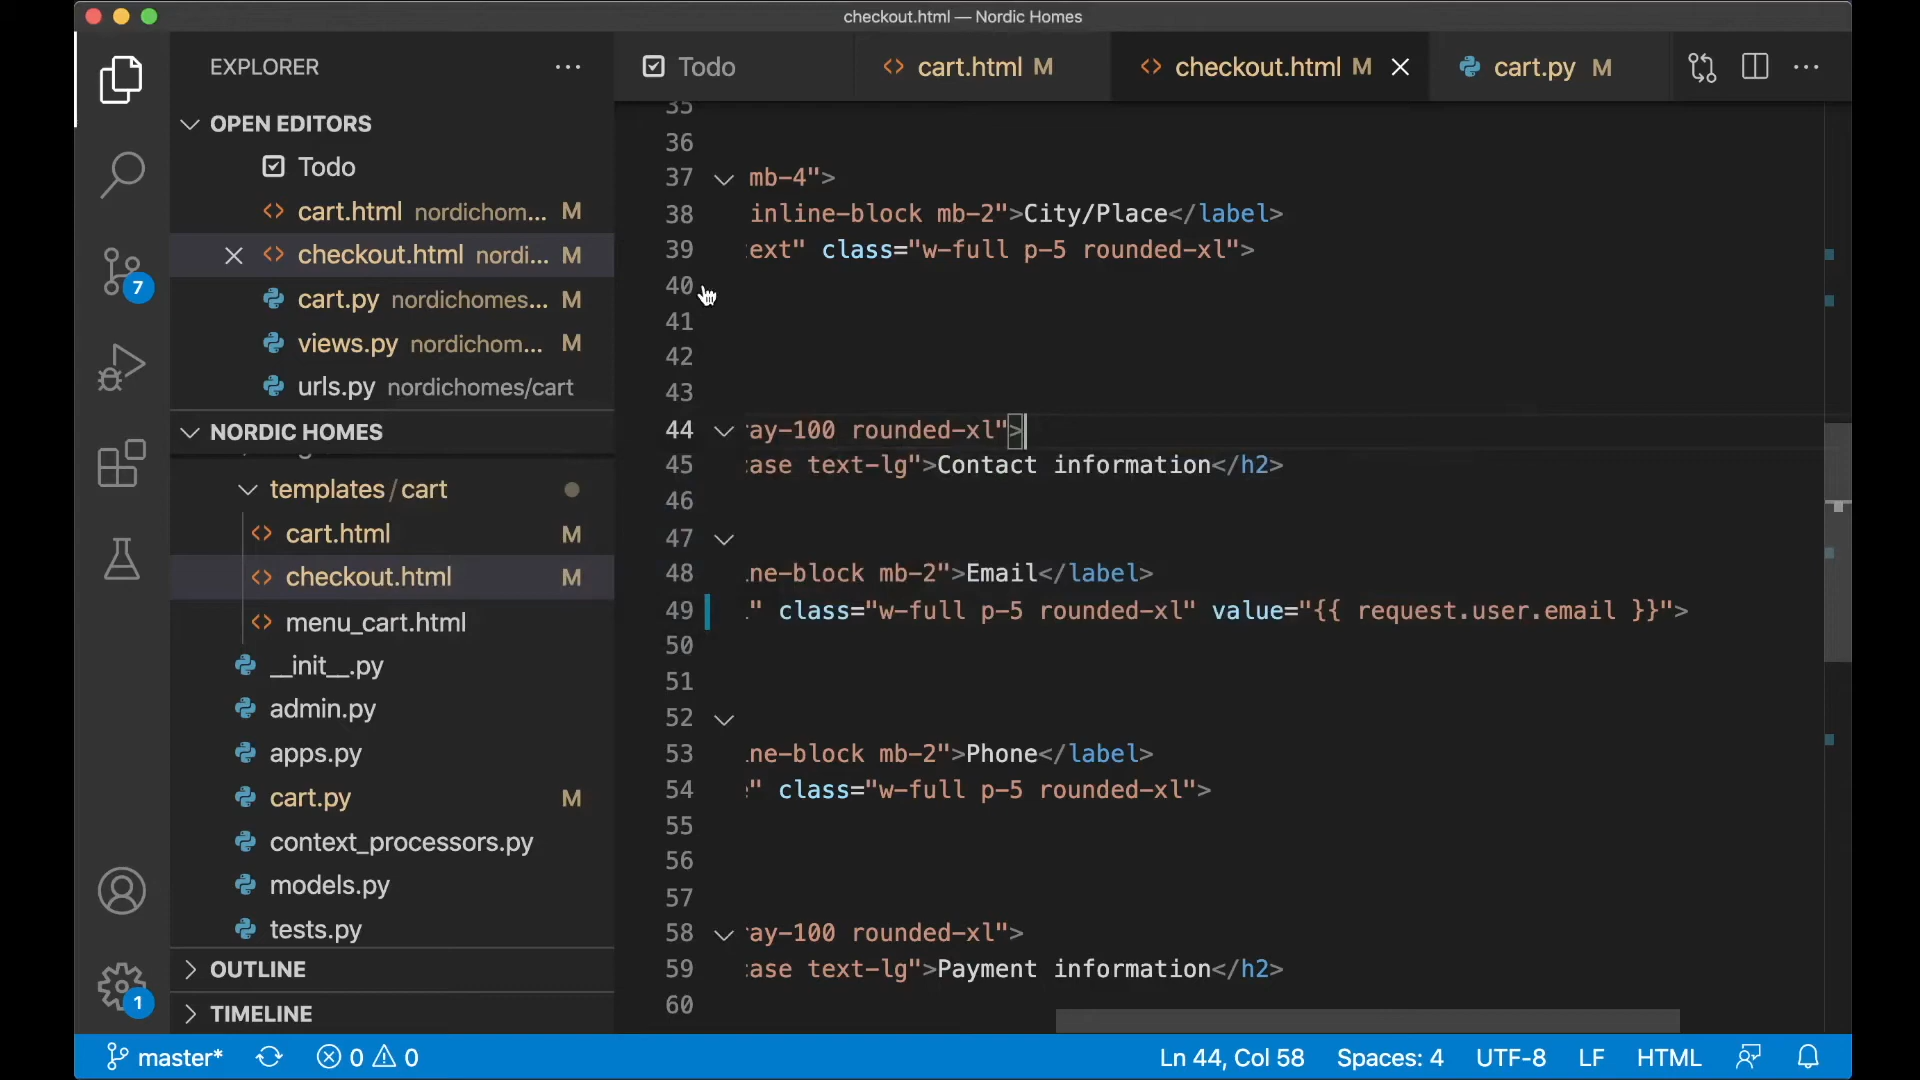 checkout.html — Nordic Homes
EXPLORER
OPEN EDITORS
Todo
cart.html nordichom... M
checkout.html nordi... M
cart.py nordichomes... M
views.py nordichom... M
urls.py nordichomes/cart
NORDIC HOMES
templates/cart
cart.html M
checkout.html M
menu_cart.html
__init__.py
admin.py
apps.py
cart.py M
context_processors.py
models.py
tests.py
OUTLINE
TIMELINE
7
1
Todo
cart.html M
checkout.html M
cart.py M
35
36
37 mb-4">
38 inline-block mb-2">City/Place</label>
39 ext" class="w-full p-5 rounded-xl">
40
41
42
43
44 ay-100 rounded-xl">
45 ase text-lg">Contact information</h2>
46
47
48 ne-block mb-2">Email</label>
49 " class="w-full p-5 rounded-xl" value="{{ request.user.email }}">
50
51
52
53 ne-block mb-2">Phone</label>
54 " class="w-full p-5 rounded-xl">
55
56
57
58 ay-100 rounded-xl">
59 ase text-lg">Payment information</h2>
60
master* 0 0
Ln 44, Col 58 Spaces: 4 UTF-8 LF HTML